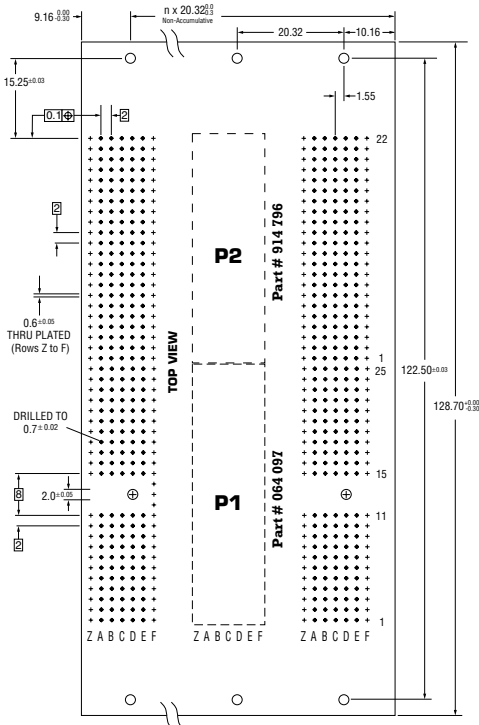 9.16 0.00 -0.30
n x 20.32 0.0 -0.3
Non-Accumulative
20.32
10.16
15.25±0.03
1.55
0.1⌖
2
22
2
P2
Part # 914 796
0.6±0.05
THRU PLATED
(Rows Z to F)
TOP VIEW
1
25
122.50±0.03
128.70+0.00 -0.30
DRILLED TO
0.7±0.02
15
8
2.0±0.05
P1
Part # 064 097
11
2
1
Z A B C D E F
Z A B C D E F
Z A B C D E F